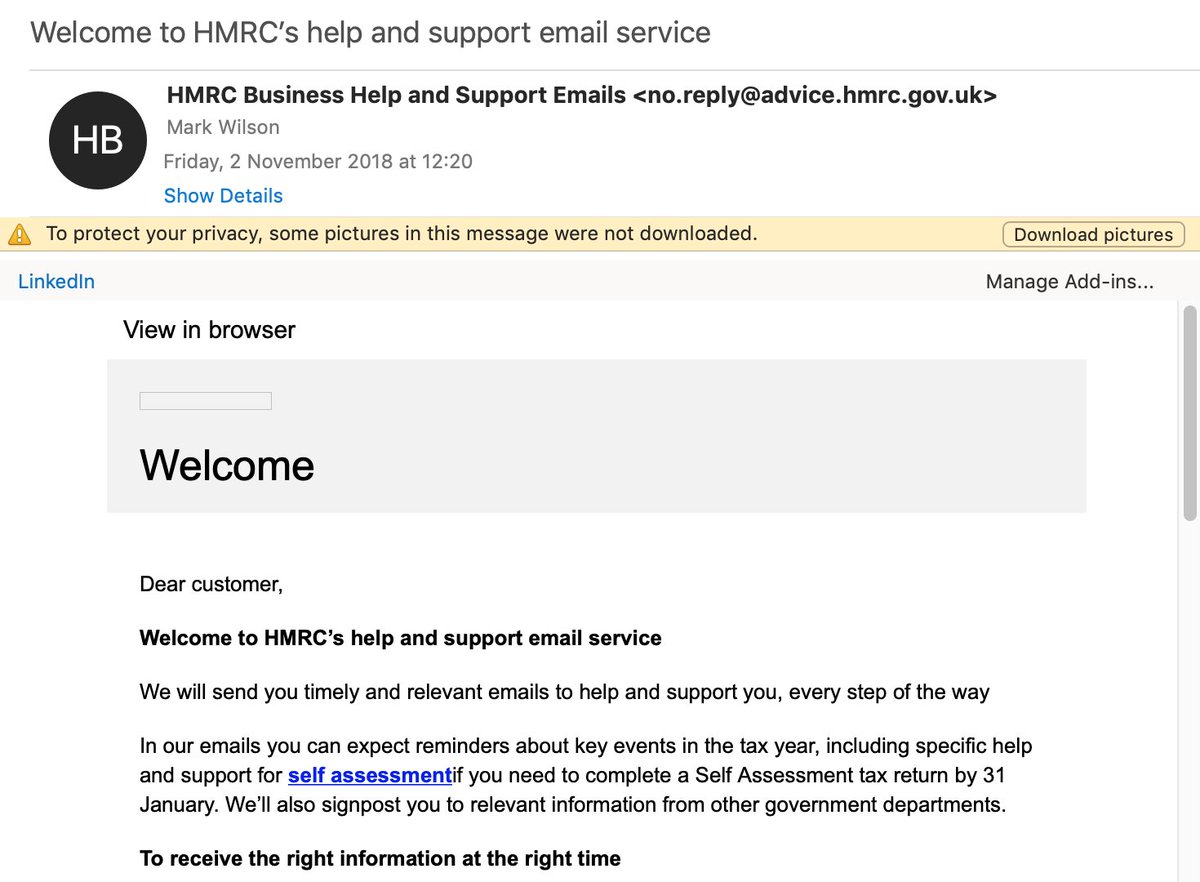 Welcome to HMRC’s help and support email service
HB
HMRC Business Help and Support Emails <no.reply@advice.hmrc.gov.uk>
Mark Wilson
Friday, 2 November 2018 at 12:20
Show Details
To protect your privacy, some pictures in this message were not downloaded.
Download pictures
LinkedIn
Manage Add-ins...
View in browser
Welcome
Dear customer,
Welcome to HMRC’s help and support email service
We will send you timely and relevant emails to help and support you, every step of the way
In our emails you can expect reminders about key events in the tax year, including specific help
and support for self assessmentif you need to complete a Self Assessment tax return by 31
January. We’ll also signpost you to relevant information from other government departments.
To receive the right information at the right time